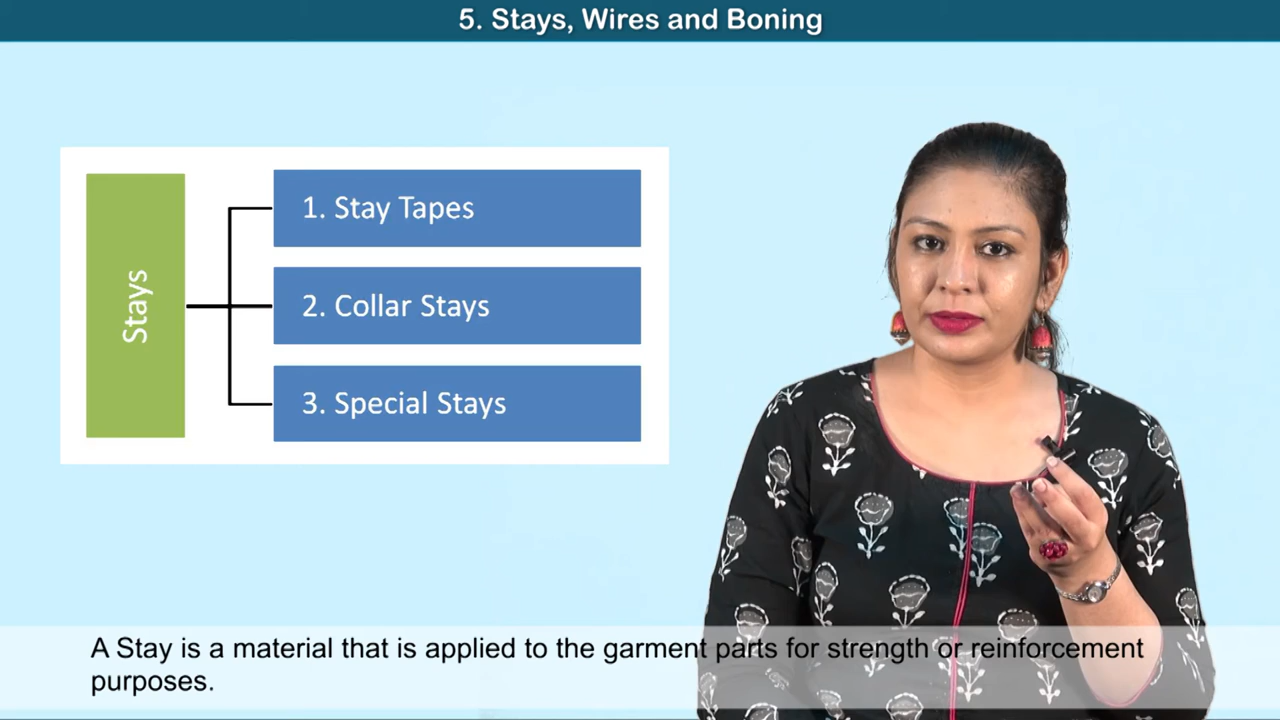 5. Stays, Wires and Boning
Stays
1. Stay Tapes
2. Collar Stays
3. Special Stays
A Stay is a material that is applied to the garment parts for strength or reinforcement
purposes.